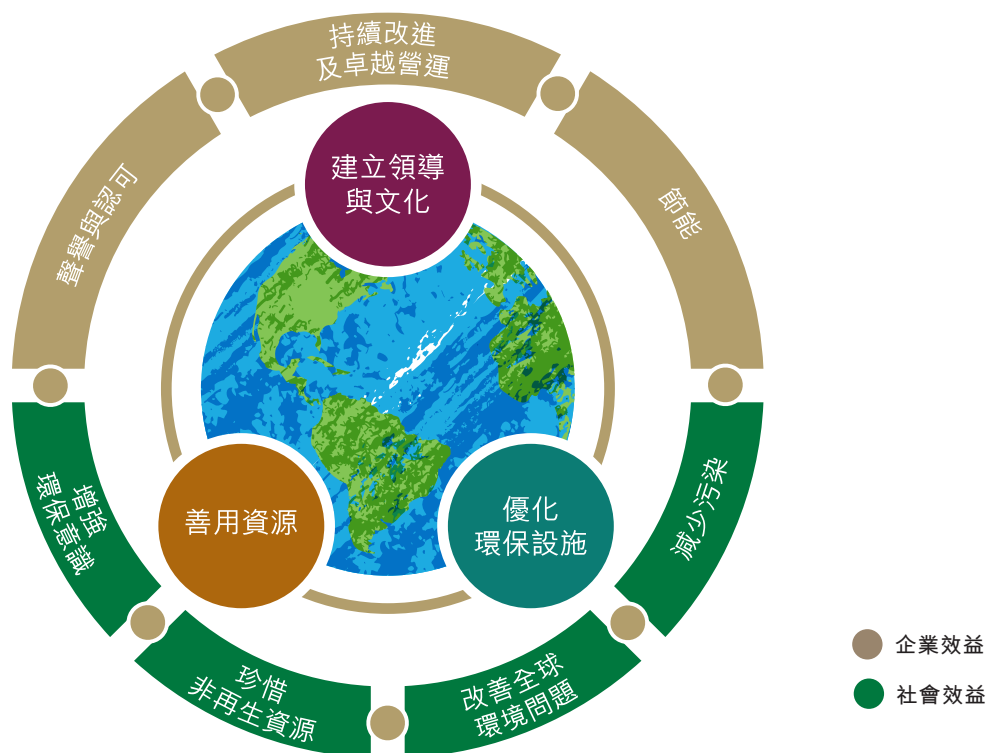 持續改進
及卓越營運
聲譽與認可
節能
建立領導
與文化
善用資源
優化
環保設施
增強
環保意識
減少污染
珍惜
非再生資源
改善全球
環境問題
企業效益
社會效益